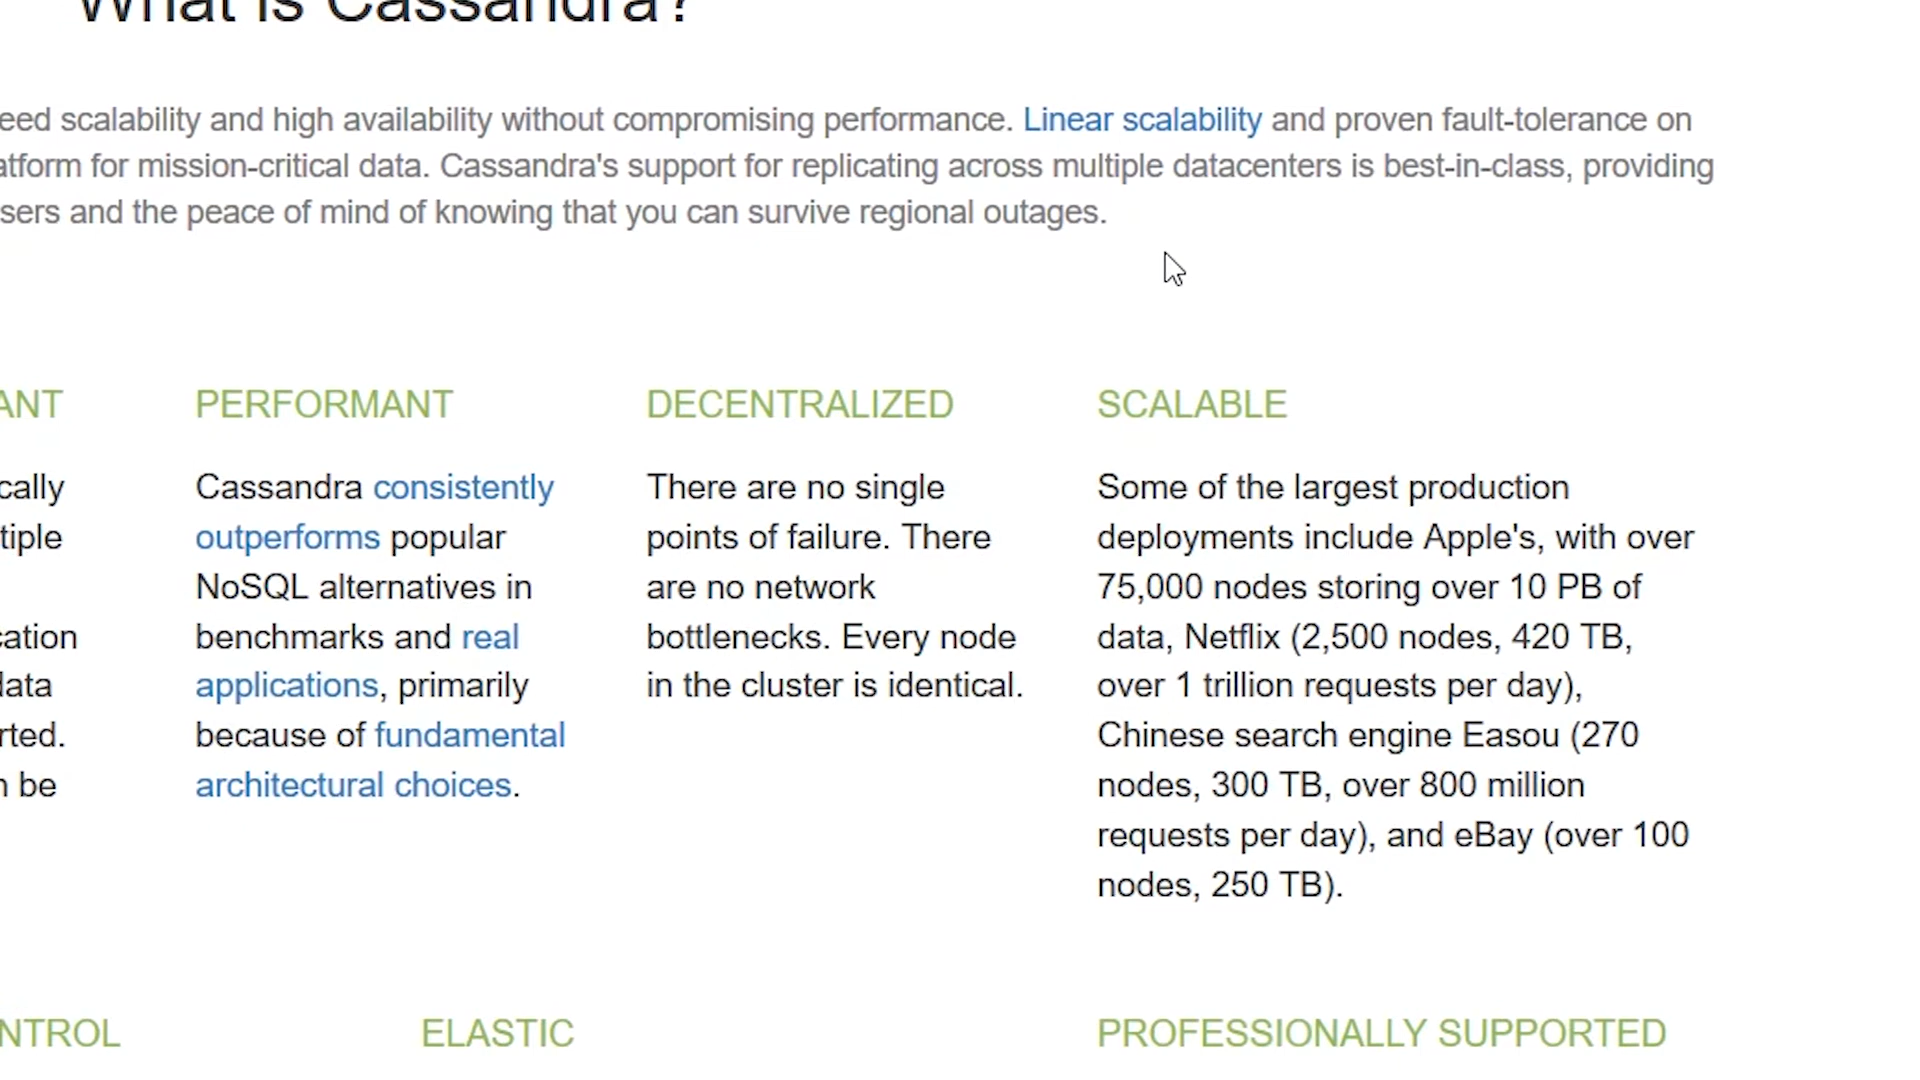 What is Cassandra?
eed scalability and high availability without compromising performance. Linear scalability and proven fault-tolerance on
atform for mission-critical data. Cassandra's support for replicating across multiple datacenters is best-in-class, providing
sers and the peace of mind of knowing that you can survive regional outages.
ANT
cally
tiple
cation
data
rted.
n be
PERFORMANT
Cassandra consistently
outperforms popular
NoSQL alternatives in
benchmarks and real
applications, primarily
because of fundamental
architectural choices.
DECENTRALIZED
There are no single
points of failure. There
are no network
bottlenecks. Every node
in the cluster is identical.
SCALABLE
Some of the largest production
deployments include Apple's, with over
75,000 nodes storing over 10 PB of
data, Netflix (2,500 nodes, 420 TB,
over 1 trillion requests per day),
Chinese search engine Easou (270
nodes, 300 TB, over 800 million
requests per day), and eBay (over 100
nodes, 250 TB).
NTROL
ELASTIC
PROFESSIONALLY SUPPORTED